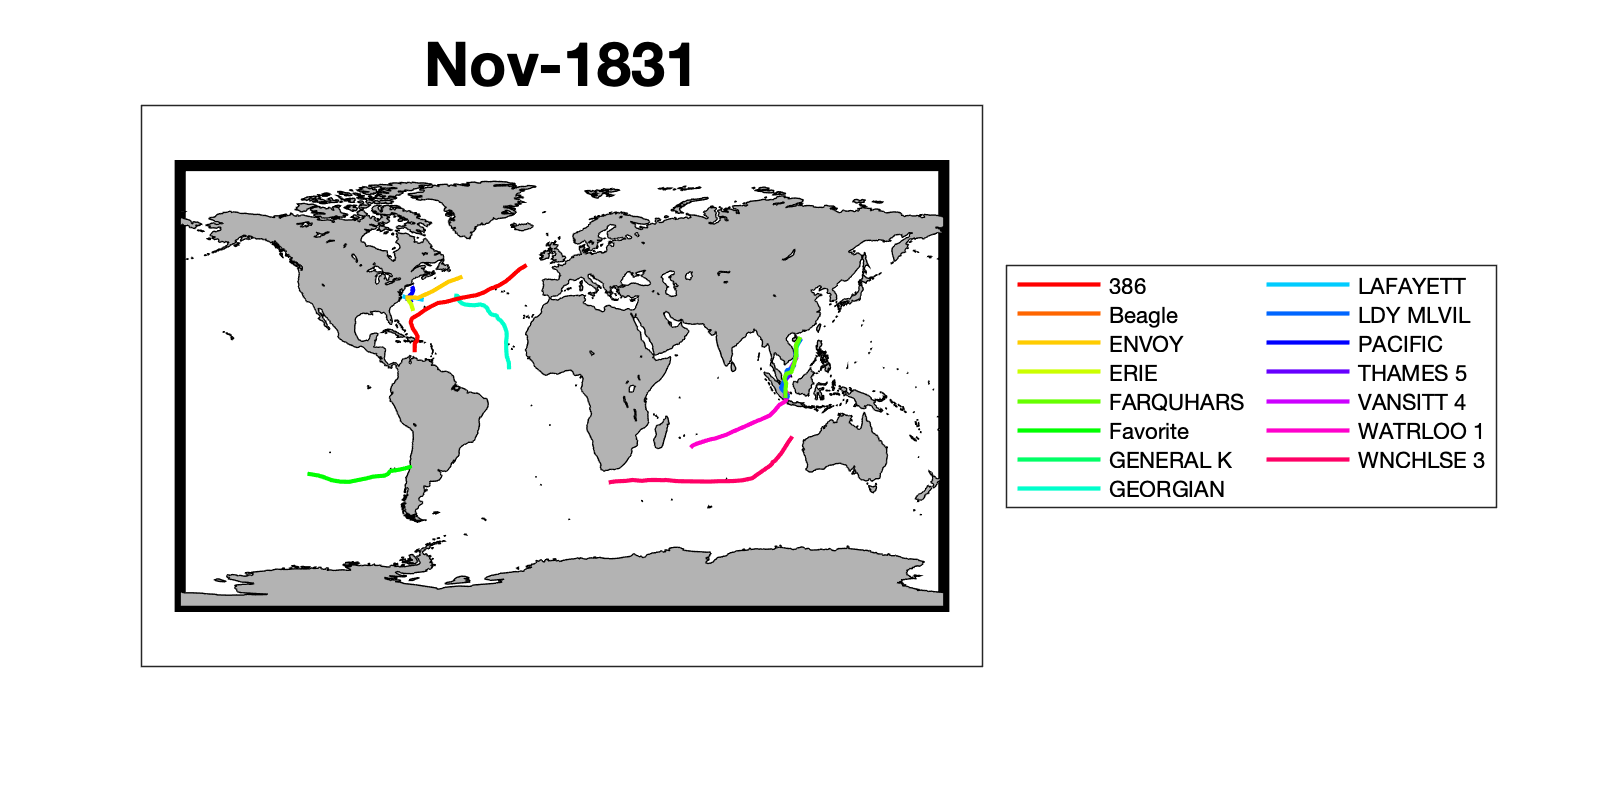 Nov-1831
386
Beagle
ENVOY
ERIE
FARQUHARS
Favorite
GENERAL K
GEORGIAN
LAFAYETT
LDY MLVIL
PACIFIC
THAMES 5
VANSITT 4
WATRLOO 1
WNCHLSE 3